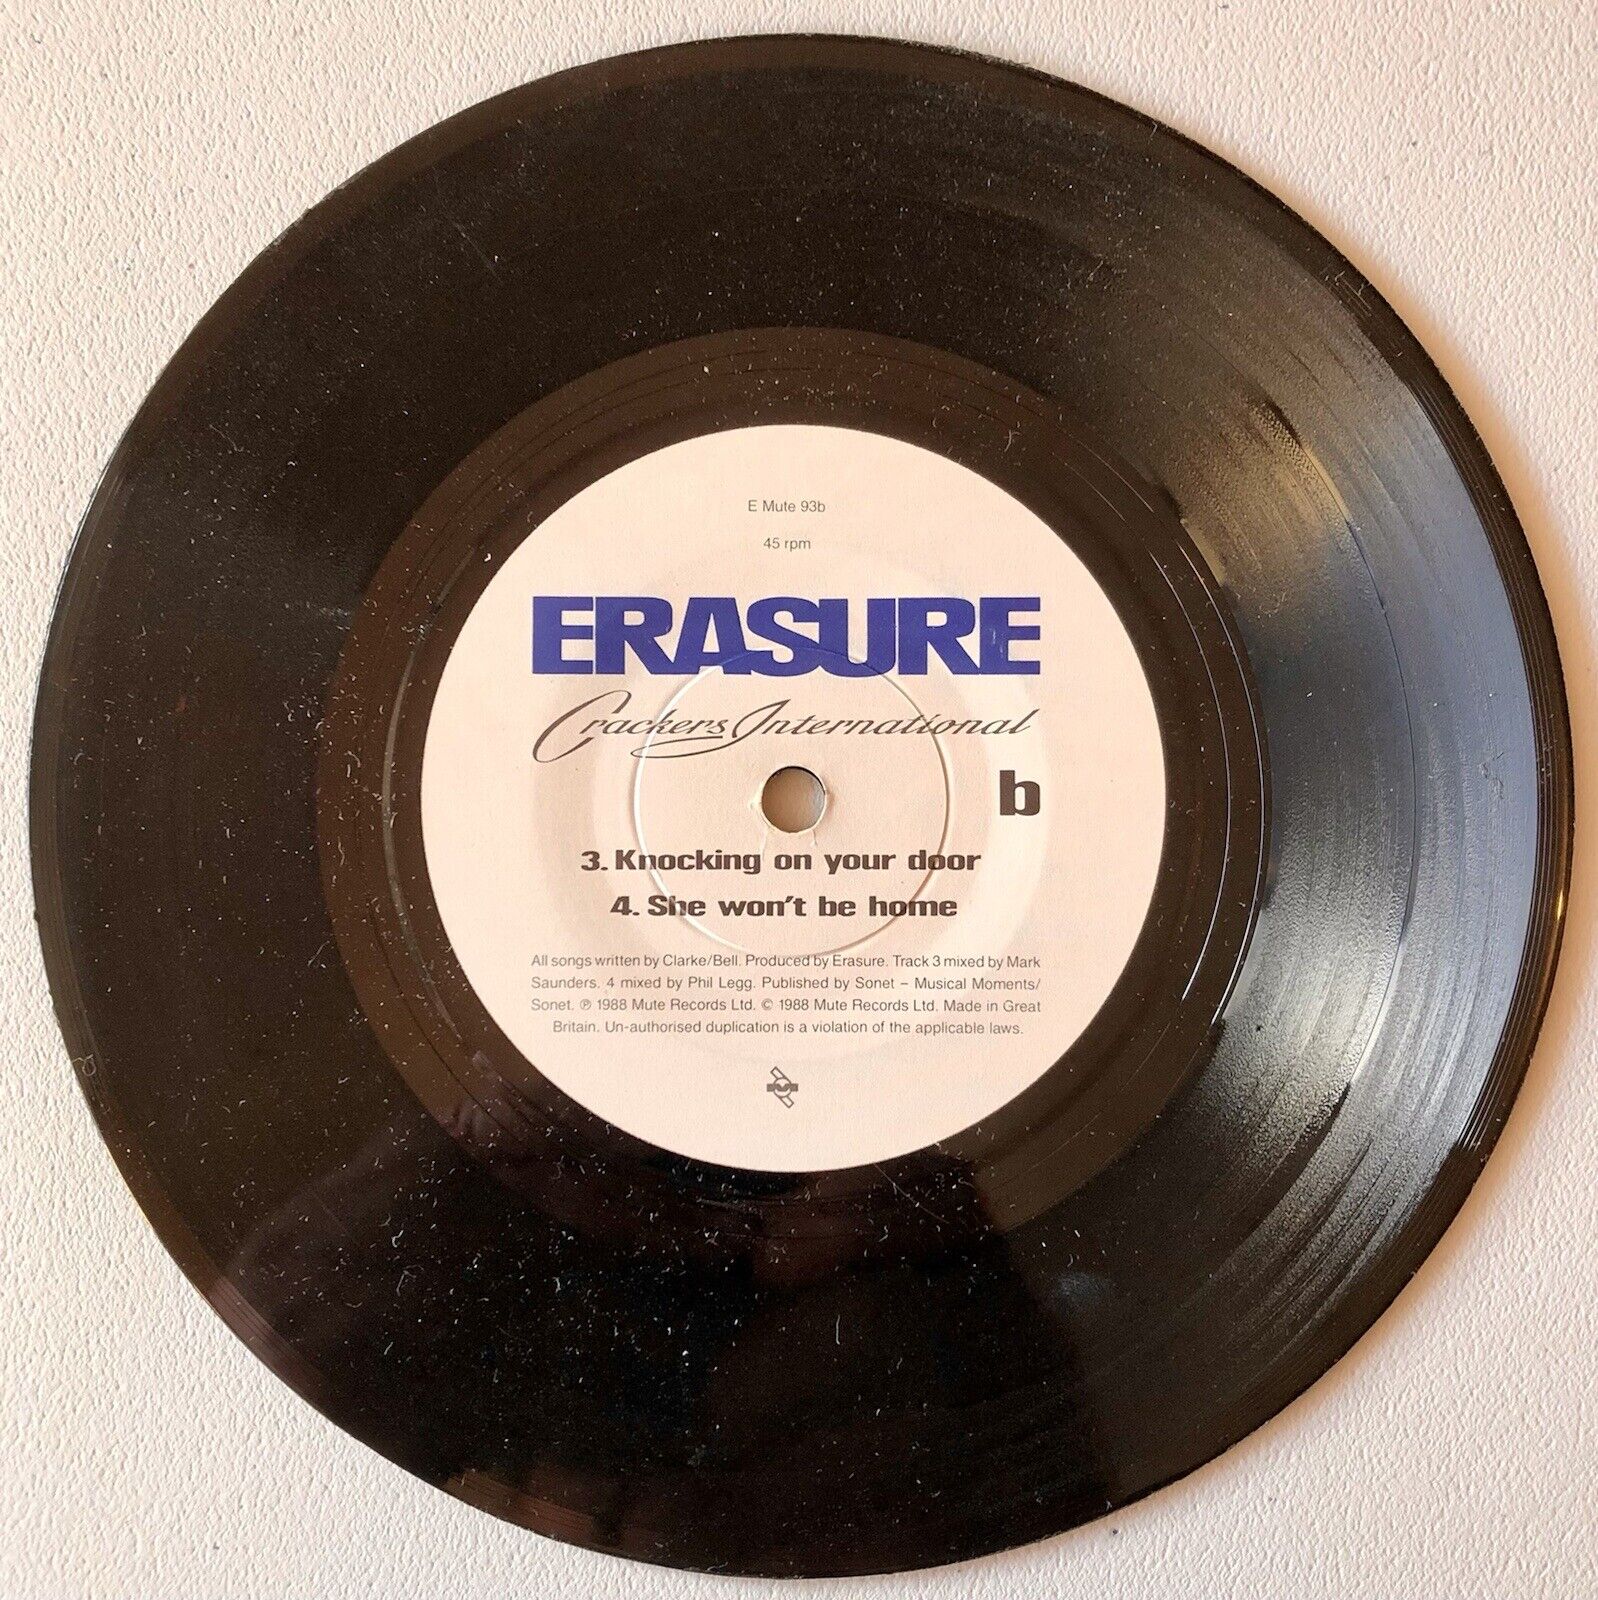 E Mute 93b
45 rpm
ERASURE
Crackers International
b
3. Knocking on your door
4. She won't be home
All songs written by Clarke/Bell. Produced by Erasure. Track 3 mixed by Mark
Saunders. 4 mixed by Phil Legg. Published by Sonet – Musical Moments/
Sonet. ℗ 1988 Mute Records Ltd. © 1988 Mute Records Ltd. Made in Great
Britain. Un-authorised duplication is a violation of the applicable laws.